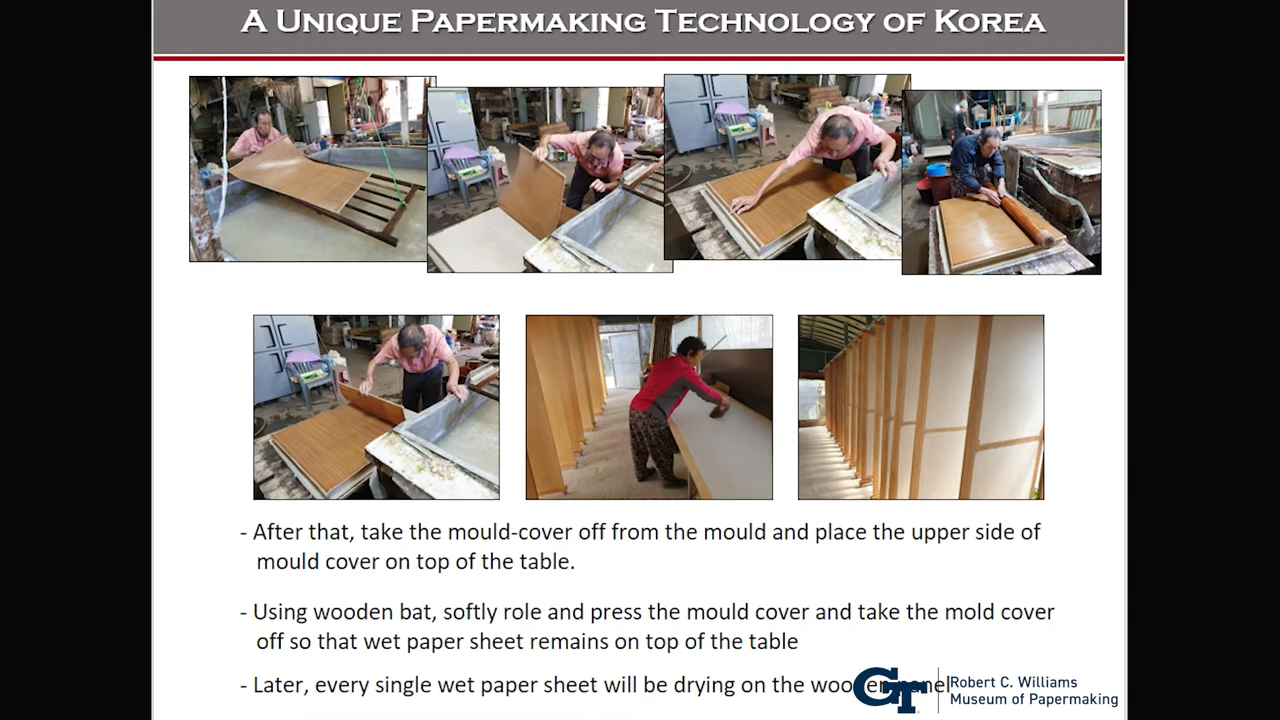 A Unique Papermaking Technology of Korea
- After that, take the mould-cover off from the mould and place the upper side of
mould cover on top of the table.
- Using wooden bat, softly role and press the mould cover and take the mold cover
off so that wet paper sheet remains on top of the table
- Later, every single wet paper sheet will be drying on the wooden panel
GT
Robert C. Williams
Museum of Papermaking